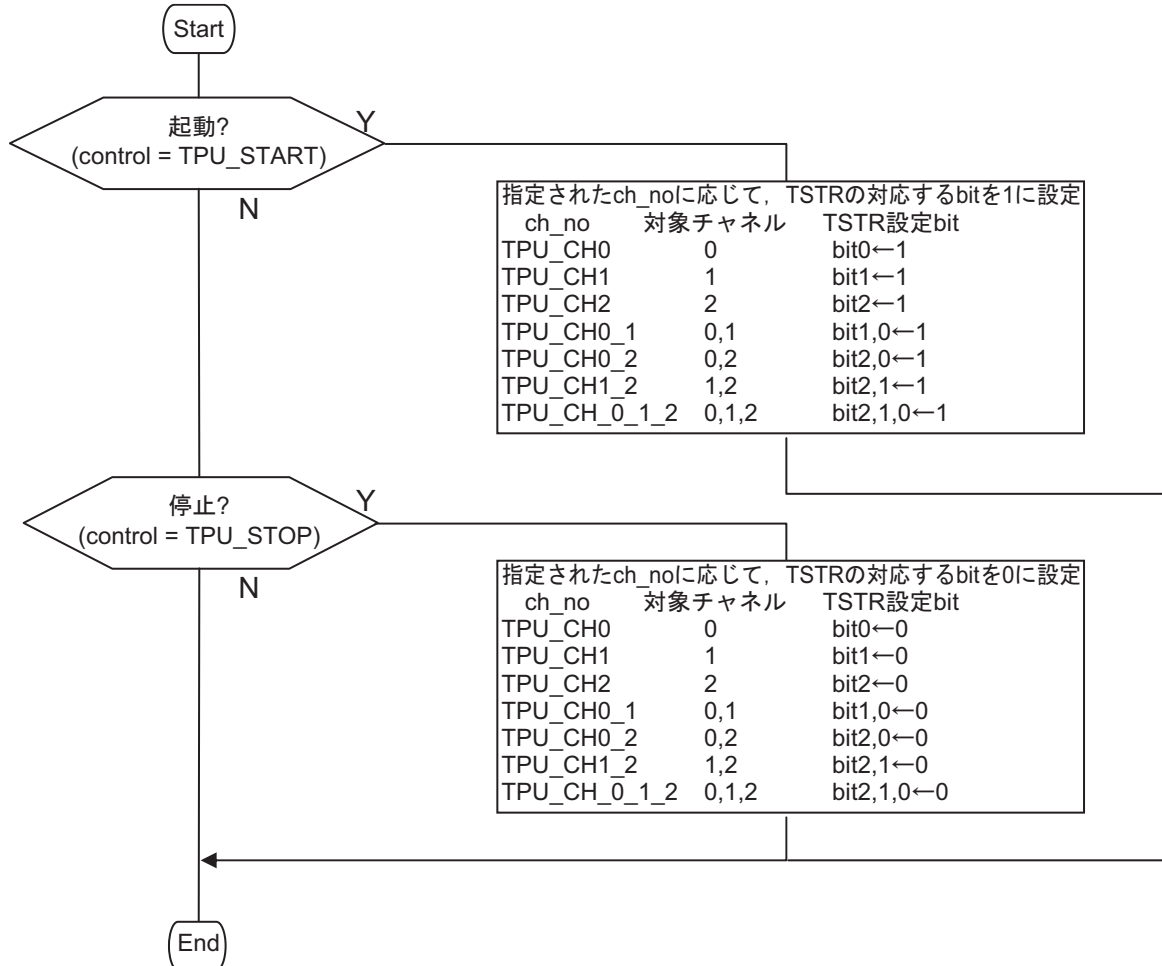 Start
起動?
(control = TPU_START)
Y
N
指定されたch_noに応じて，TSTRの対応するbitを1に設定
ch_no 対象チャネル TSTR設定bit
TPU_CH0 0 bit0←1
TPU_CH1 1 bit1←1
TPU_CH2 2 bit2←1
TPU_CH0_1 0,1 bit1,0←1
TPU_CH0_2 0,2 bit2,0←1
TPU_CH1_2 1,2 bit2,1←1
TPU_CH_0_1_2 0,1,2 bit2,1,0←1
停止?
(control = TPU_STOP)
Y
N
指定されたch_noに応じて，TSTRの対応するbitを0に設定
ch_no 対象チャネル TSTR設定bit
TPU_CH0 0 bit0←0
TPU_CH1 1 bit1←0
TPU_CH2 2 bit2←0
TPU_CH0_1 0,1 bit1,0←0
TPU_CH0_2 0,2 bit2,0←0
TPU_CH1_2 1,2 bit2,1←0
TPU_CH_0_1_2 0,1,2 bit2,1,0←0
End